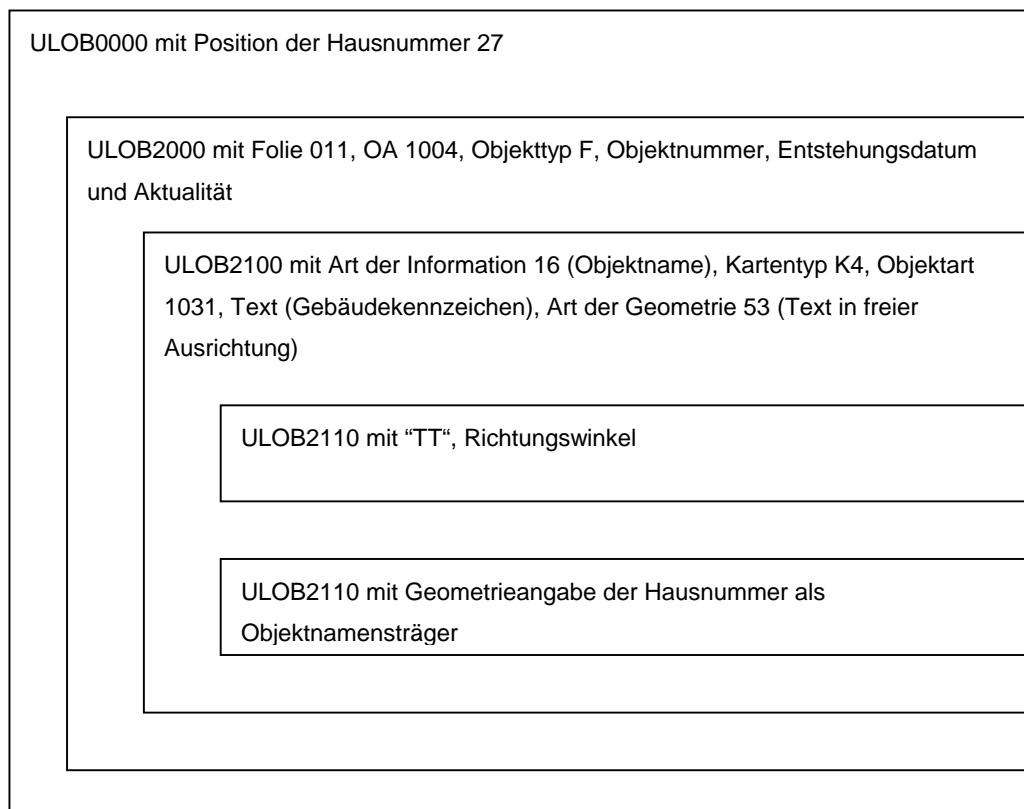 ULOB0000 mit Position der Hausnummer 27
ULOB2000 mit Folie 011, OA 1004, Objekttyp F, Objektnummer, Entstehungsdatum
und Aktualität
ULOB2100 mit Art der Information 16 (Objektname), Kartentyp K4, Objektart
1031, Text (Gebäudekennzeichen), Art der Geometrie 53 (Text in freier
Ausrichtung)
ULOB2110 mit “TT“, Richtungswinkel
ULOB2110 mit Geometrieangabe der Hausnummer als
Objektnamensträger